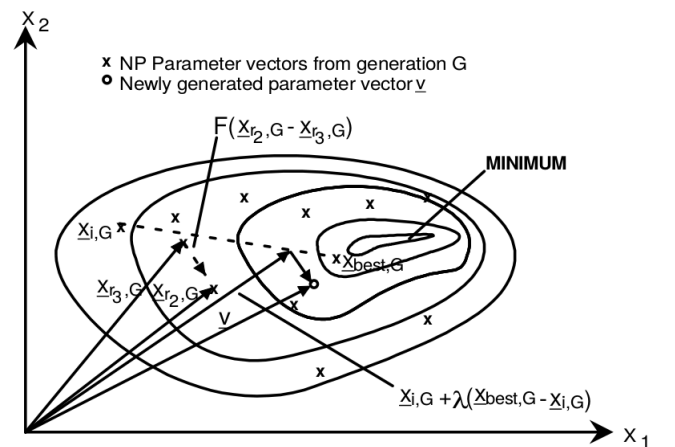 X2
x NP Parameter vectors from generation G
o Newly generated parameter vector v
F(xr2,G - xr3,G)
MINIMUM
xi,G
xbest,G
xr3,G
xr2,G
v
xi,G + λ(xbest,G - xi,G)
X1